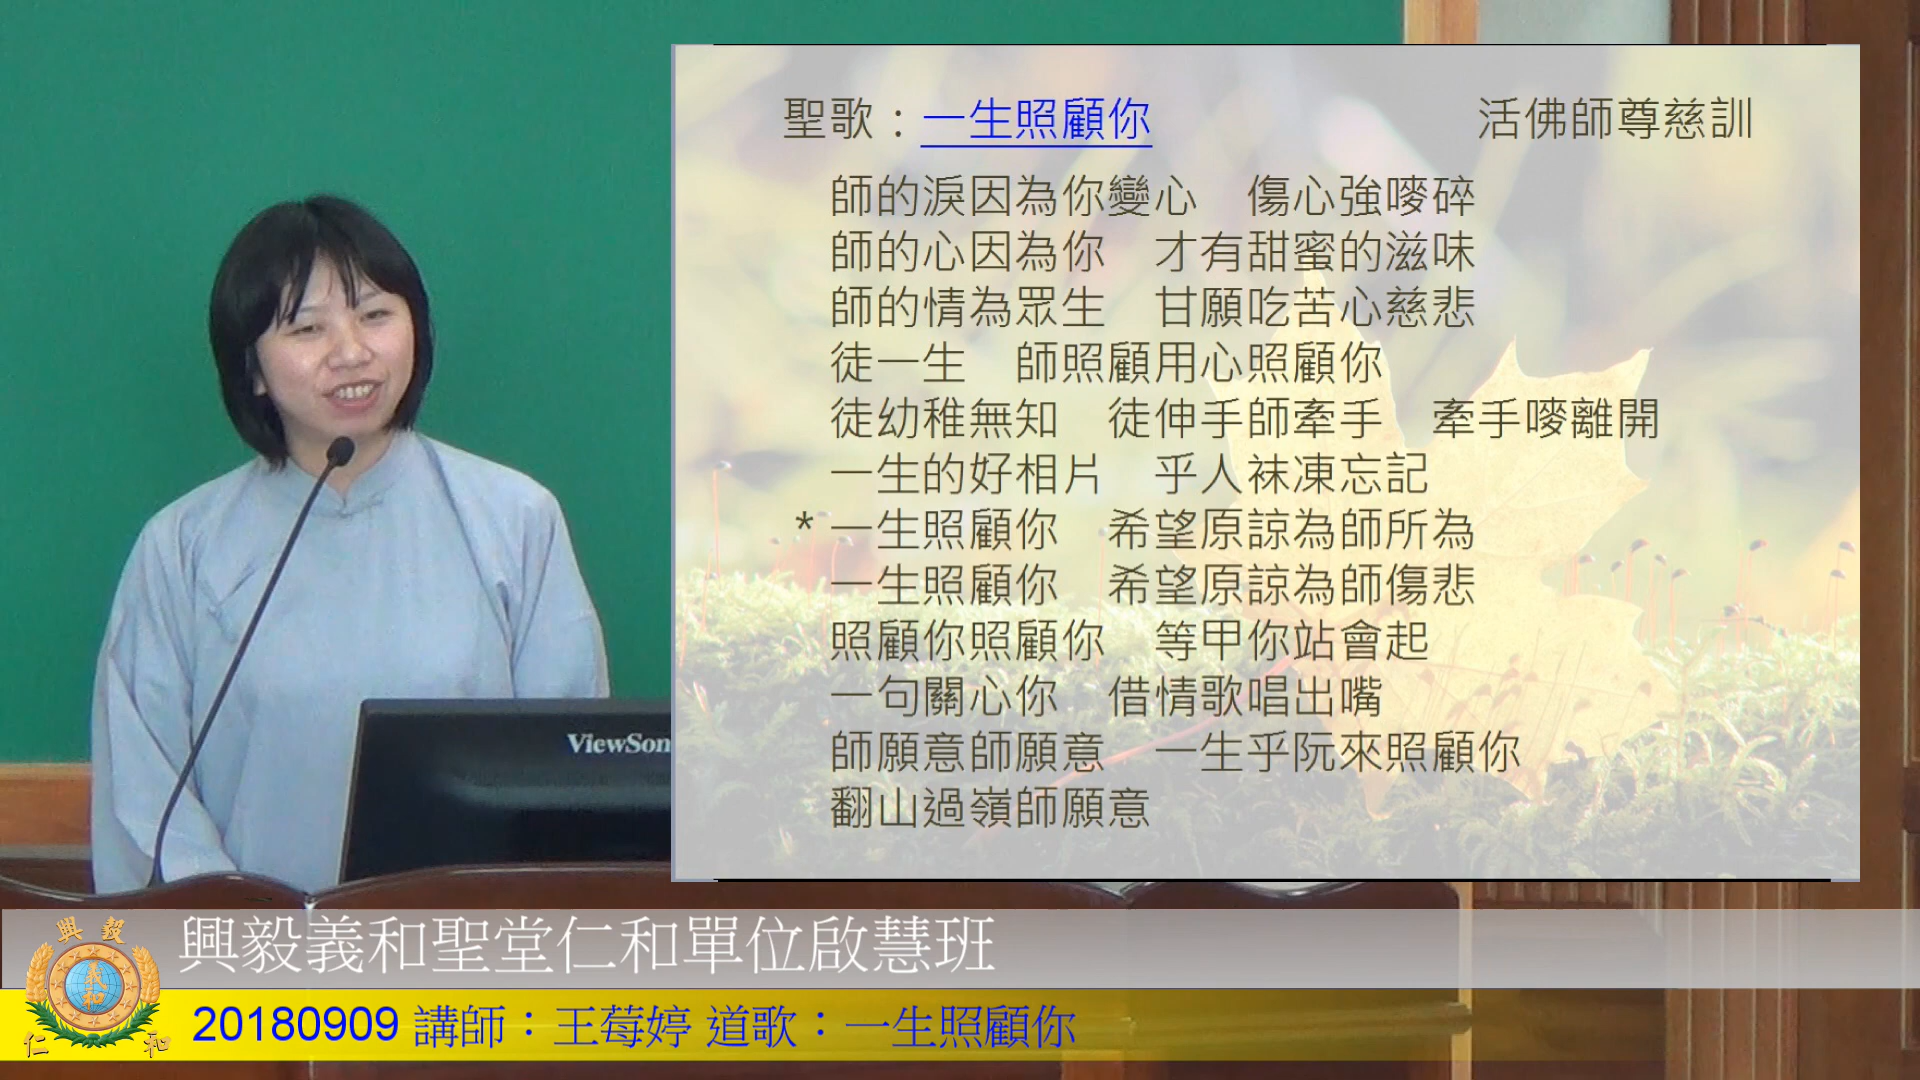 聖歌：一生照顧你 活佛師尊慈訓
師的淚因為你變心 傷心強嘜碎
師的心因為你 才有甜蜜的滋味
師的情為眾生 甘願吃苦心慈悲
徒一生 師照顧用心照顧你
徒幼稚無知 徒伸手師牽手 牽手嘜離開
一生的好相片 乎人袜凍忘記
*一生照顧你 希望原諒為師所為
一生照顧你 希望原諒為師傷悲
照顧你照顧你 等甲你站會起
一句關心你 借情歌唱出嘴
師願意師願意 一生乎阮來照顧你
翻山過嶺師願意
ViewSon
興毅
義和
仁和
興毅義和聖堂仁和單位啟慧班
20180909 講師：王莓婷 道歌：一生照顧你